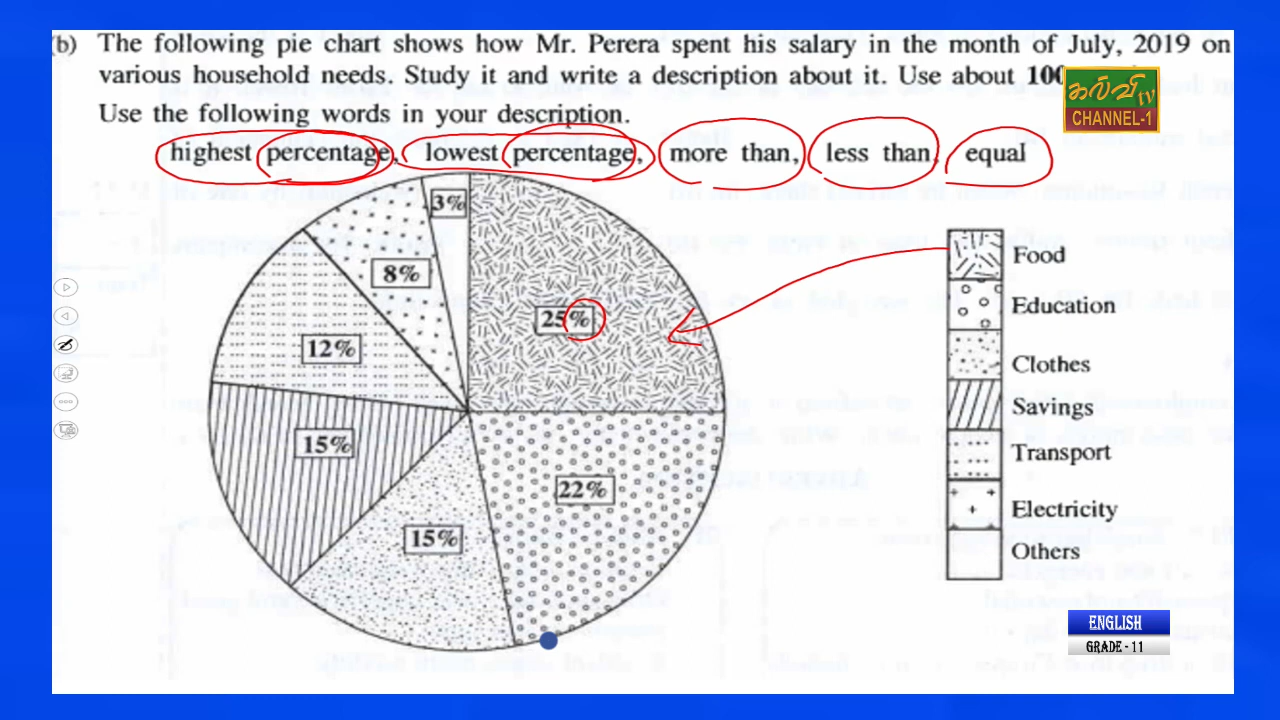 (b) The following pie chart shows how Mr. Perera spent his salary in the month of July, 2019 on
various household needs. Study it and write a description about it. Use about 100
Use the following words in your description.
highest percentage, lowest percentage, more than, less than, equal
கல்வி tv
CHANNEL-1
3%
8%
25%
12%
15%
22%
15%
Food
Education
Clothes
Savings
Transport
Electricity
Others
ENGLISH
GRADE - 11